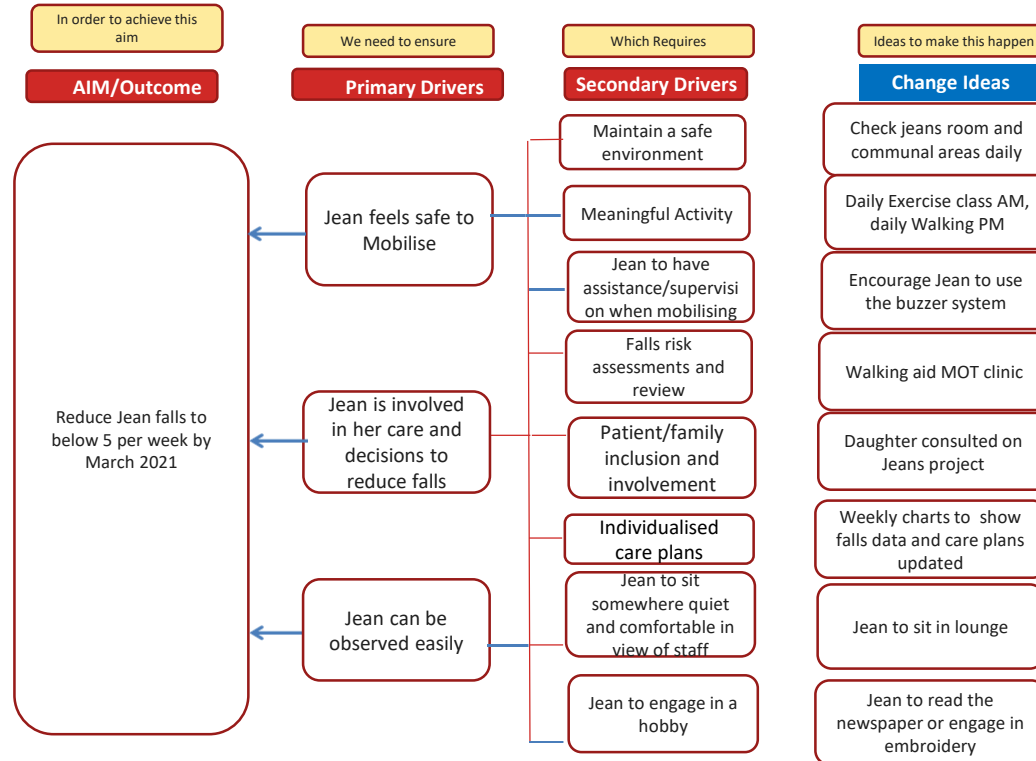 In order to achieve this
aim
We need to ensure
Which Requires
Ideas to make this happen
AIM/Outcome
Primary Drivers
Secondary Drivers
Change Ideas
Reduce Jean falls to
below 5 per week by
March 2021
Jean feels safe to
Mobilise
Jean is involved
in her care and
decisions to
reduce falls
Jean can be
observed easily
Maintain a safe
environment
Meaningful Activity
Jean to have
assistance/supervisi
on when mobilising
Falls risk
assessments and
review
Patient/family
inclusion and
involvement
Individualised
care plans
Jean to sit
somewhere quiet
and comfortable in
view of staff
Jean to engage in a
hobby
Check jeans room and
communal areas daily
Daily Exercise class AM,
daily Walking PM
Encourage Jean to use
the buzzer system
Walking aid MOT clinic
Daughter consulted on
Jeans project
Weekly charts to show
falls data and care plans
updated
Jean to sit in lounge
Jean to read the
newspaper or engage in
embroidery